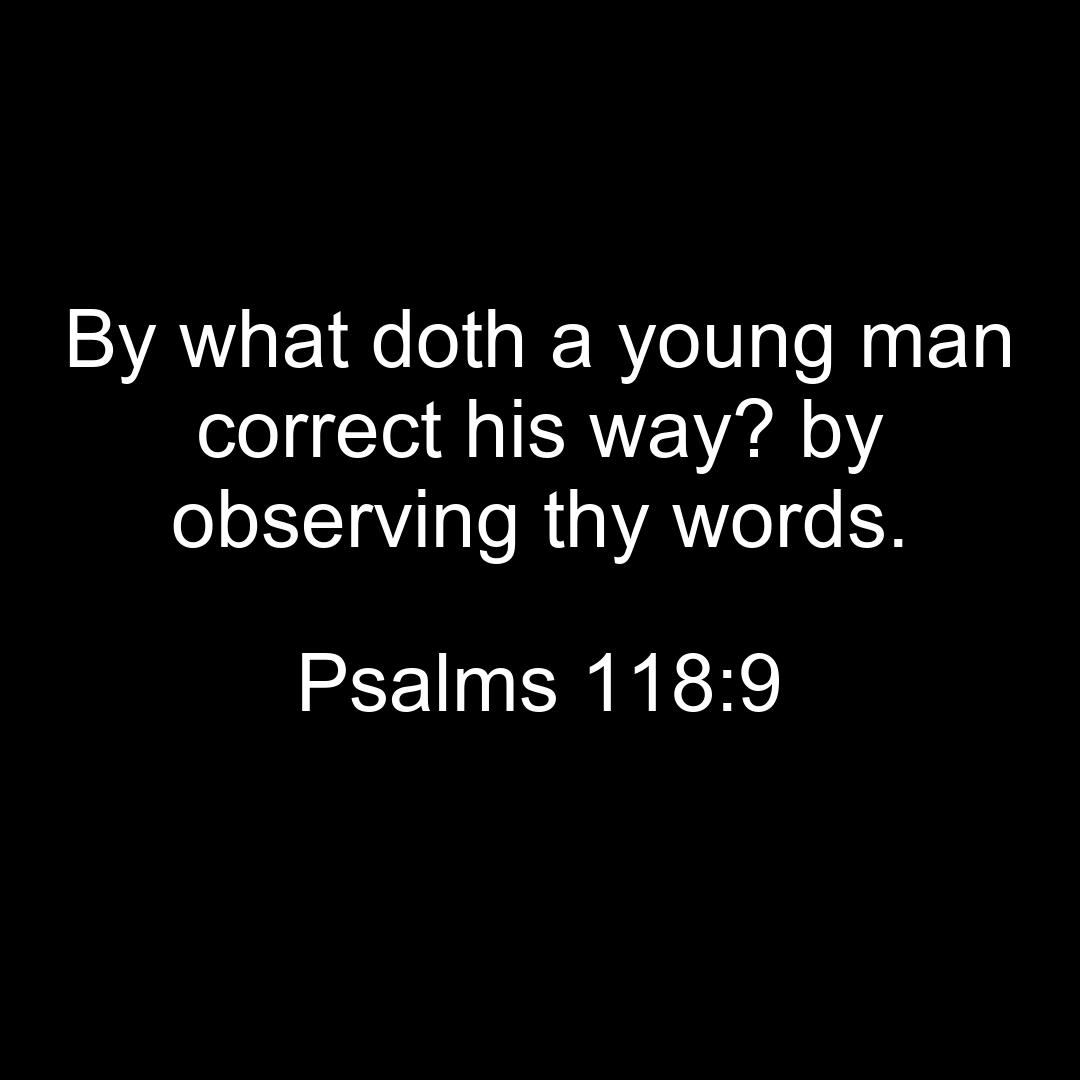 By what doth a young man
correct his way? by
observing thy words.
Psalms 118:9